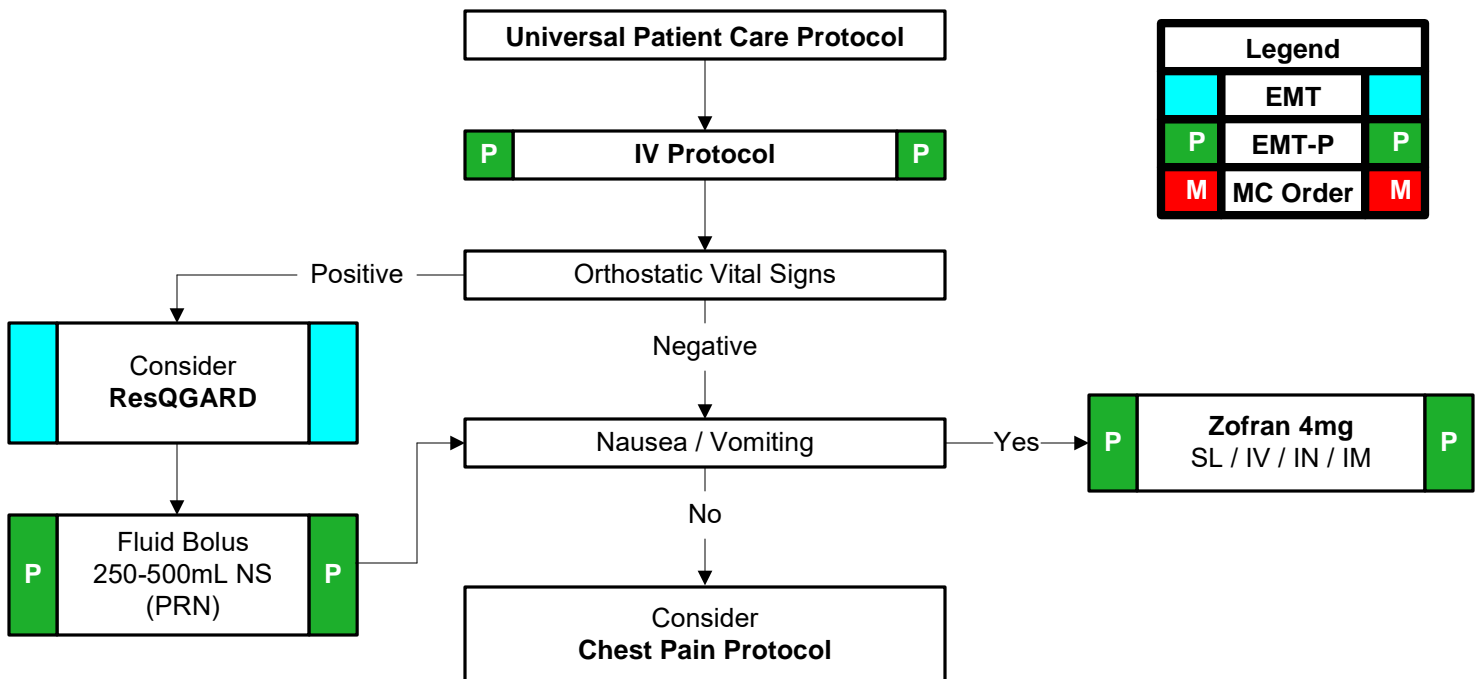 Universal Patient Care Protocol
Legend
EMT
P EMT-P P
M MC Order M
P IV Protocol P
Orthostatic Vital Signs
Positive
Negative
Consider
ResQGARD
Nausea / Vomiting
Yes
P Zofran 4mg P
SL / IV / IN / IM
No
P Fluid Bolus P
250-500mL NS
(PRN)
Consider
Chest Pain Protocol